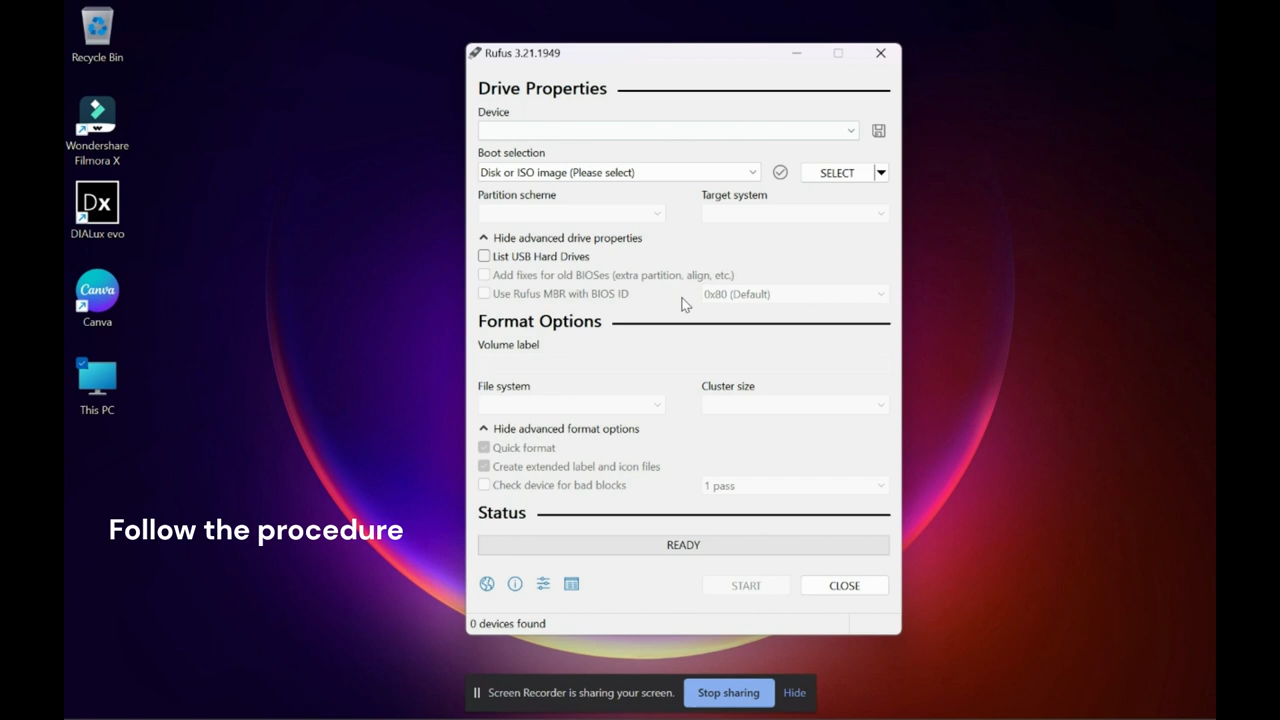 Recycle Bin
Wondershare
Filmora X
Dx
DIALux evo
Canva
Canva
This PC
Follow the procedure
Rufus 3.21.1949
Drive Properties
Device
Boot selection
Disk or ISO image (Please select)
SELECT
Partition scheme
Target system
Hide advanced drive properties
List USB Hard Drives
Add fixes for old BIOSes (extra partition, align, etc.)
Use Rufus MBR with BIOS ID
0x80 (Default)
Format Options
Volume label
File system
Cluster size
Hide advanced format options
Quick format
Create extended label and icon files
Check device for bad blocks
1 pass
Status
READY
START
CLOSE
0 devices found
Screen Recorder is sharing your screen.
Stop sharing
Hide